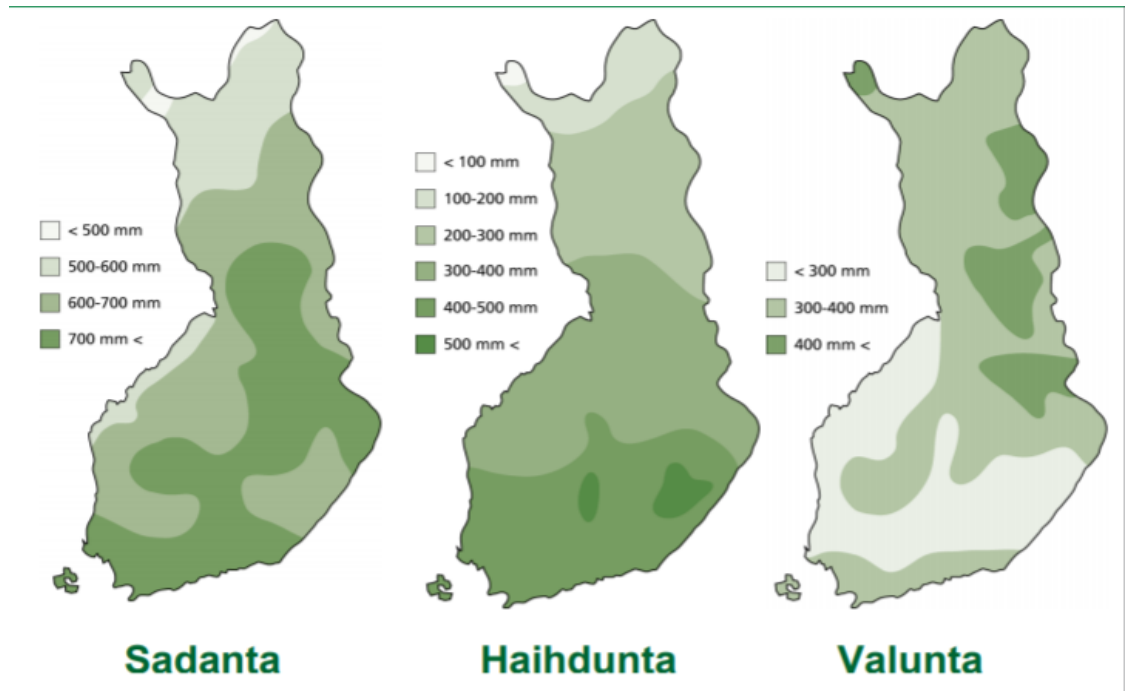 < 500 mm
500-600 mm
600-700 mm
700 mm <
< 100 mm
100-200 mm
200-300 mm
300-400 mm
400-500 mm
500 mm <
< 300 mm
300-400 mm
400 mm <
Sadanta
Haihdunta
Valunta